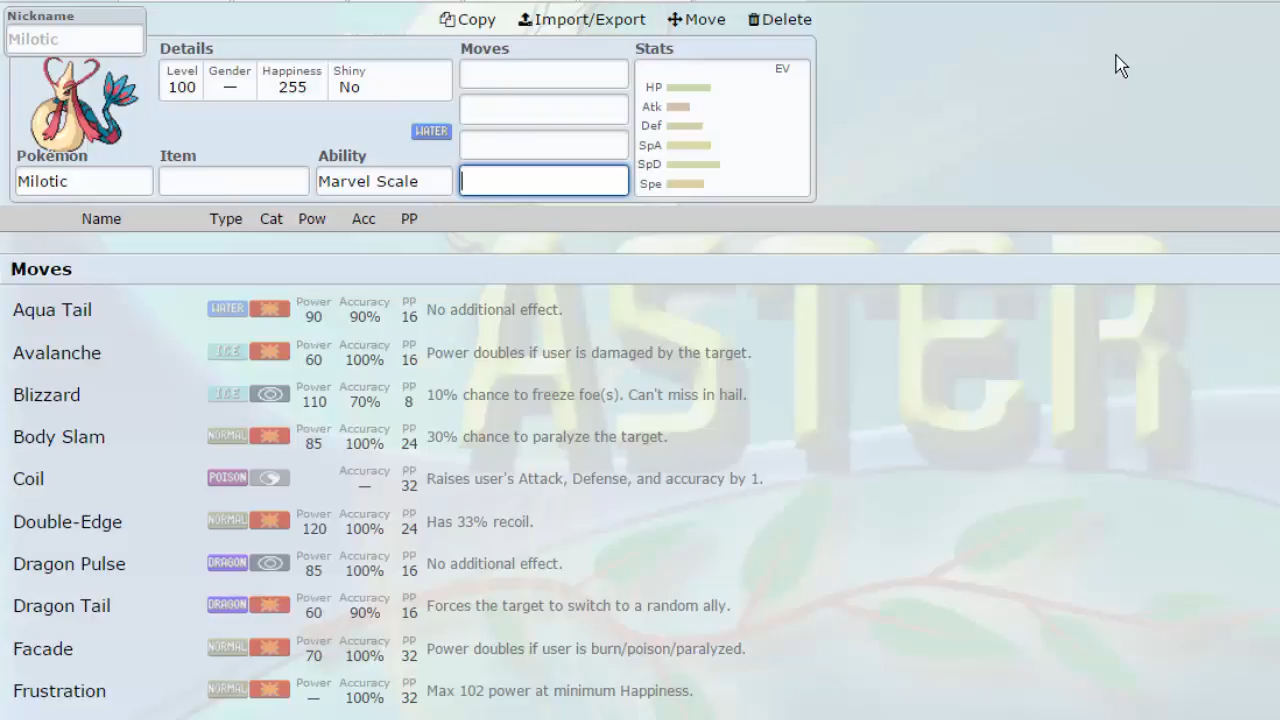 Nickname
Milotic
Copy Import/Export Move Delete
Details
Level Gender Happiness Shiny
100 — 255 No
WATER
Pokémon Item Ability
Milotic Marvel Scale
Moves
Stats
EV
HP
Atk
Def
SpA
SpD
Spe
Name Type Cat Pow Acc PP
Moves
Aqua Tail WATER Power 90 Accuracy 90% PP 16 No additional effect.
Avalanche ICE Power 60 Accuracy 100% PP 16 Power doubles if user is damaged by the target.
Blizzard ICE Power 110 Accuracy 70% PP 8 10% chance to freeze foe(s). Can't miss in hail.
Body Slam NORMAL Power 85 Accuracy 100% PP 24 30% chance to paralyze the target.
Coil POISON Accuracy — PP 32 Raises user's Attack, Defense, and accuracy by 1.
Double-Edge NORMAL Power 120 Accuracy 100% PP 24 Has 33% recoil.
Dragon Pulse DRAGON Power 85 Accuracy 100% PP 16 No additional effect.
Dragon Tail DRAGON Power 60 Accuracy 90% PP 16 Forces the target to switch to a random ally.
Facade NORMAL Power 70 Accuracy 100% PP 32 Power doubles if user is burn/poison/paralyzed.
Frustration NORMAL Power — Accuracy 100% PP 32 Max 102 power at minimum Happiness.
ASTER